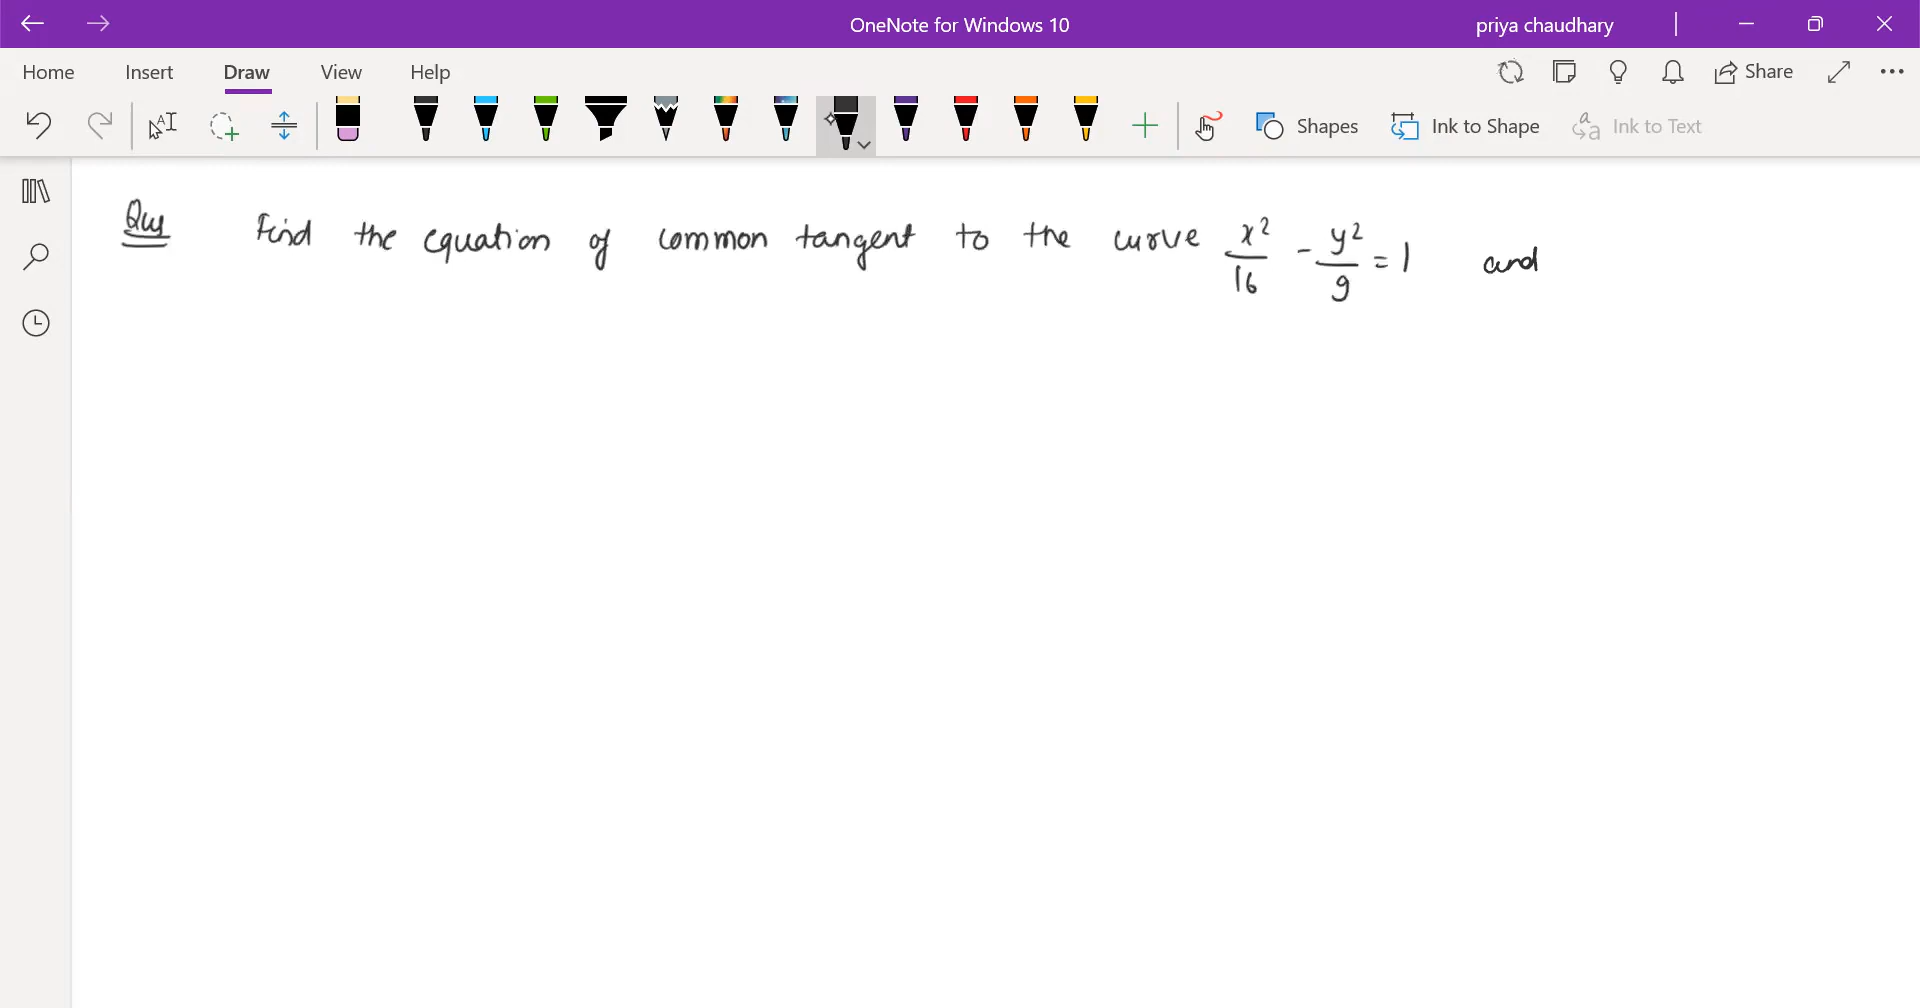 OneNote for Windows 10
priya chaudhary
Home Insert Draw View Help
Share
Shapes Ink to Shape Ink to Text
Qus Find the equation of common tangent to the curve x²/16 - y²/9 = 1 and